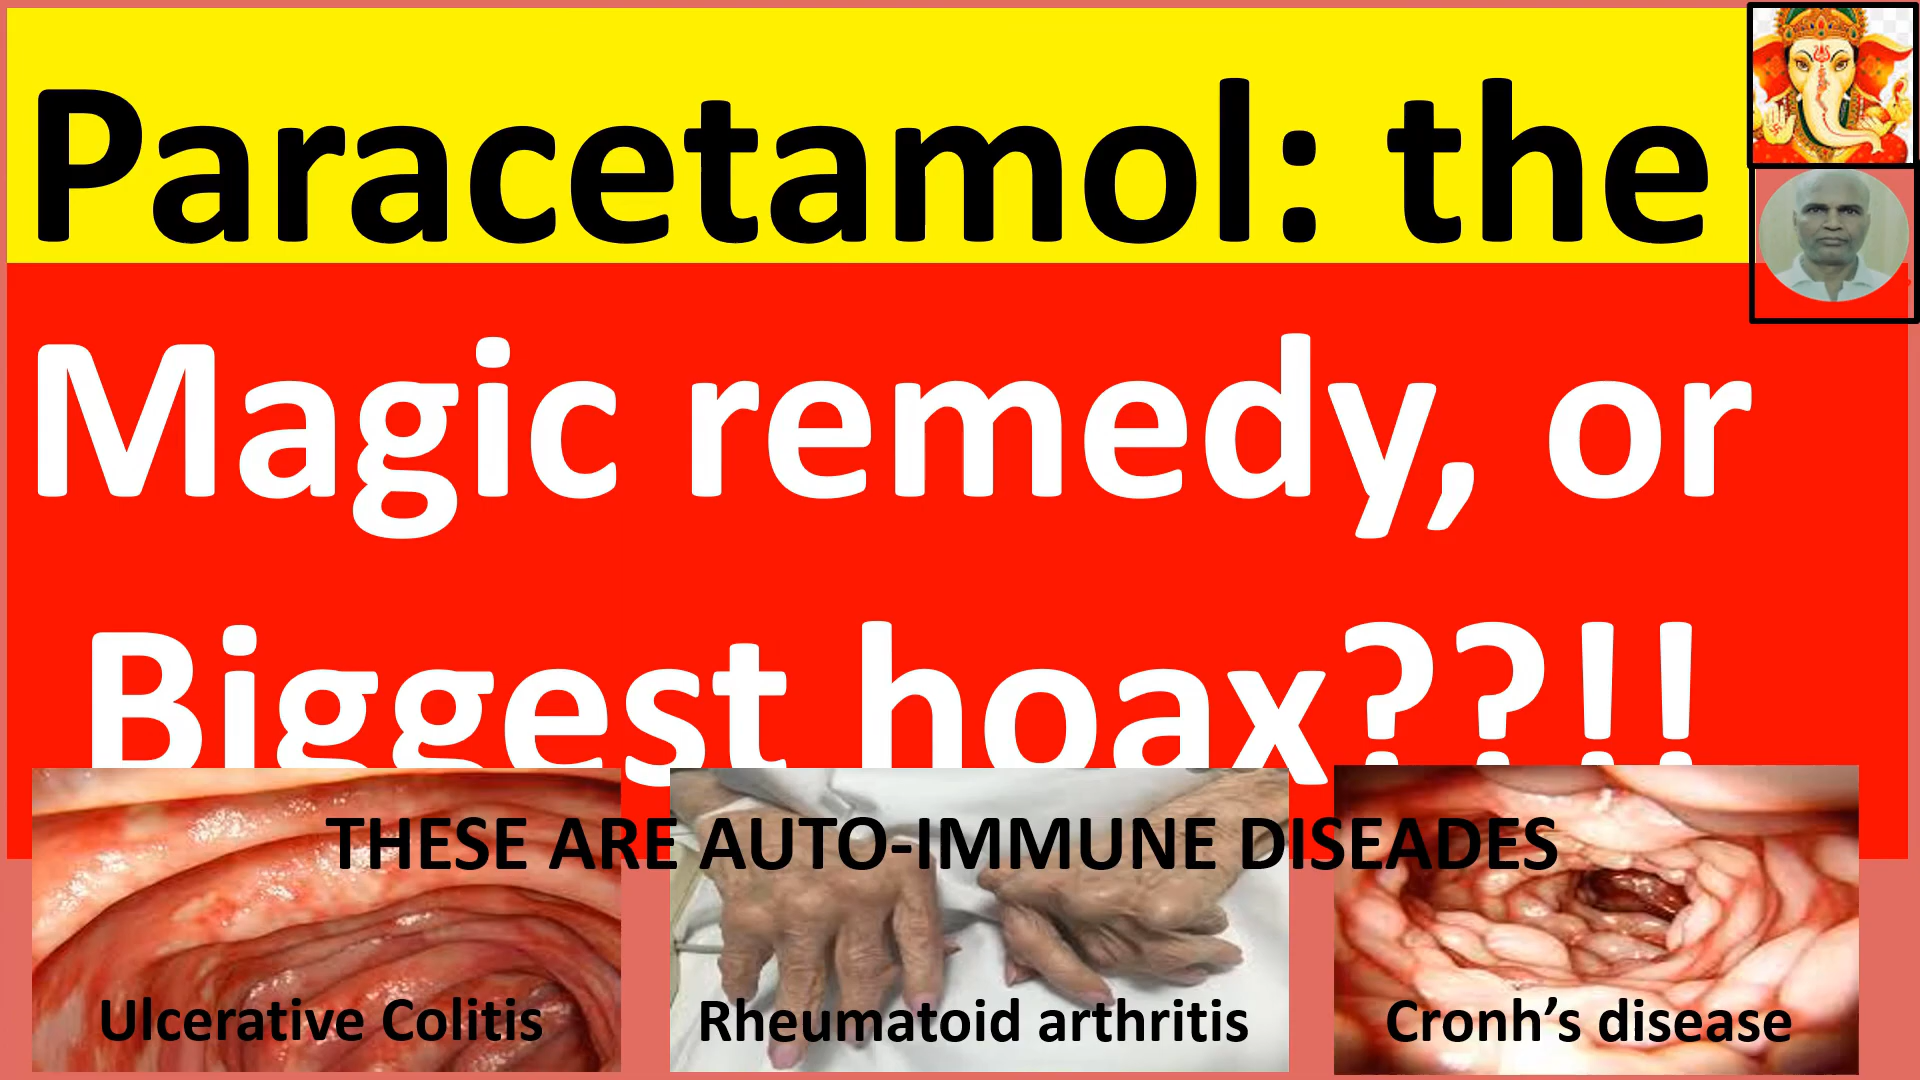 Paracetamol: the
Magic remedy, or
Biggest hoax??!!
THESE ARE AUTO-IMMUNE DISEADES
Ulcerative Colitis
Rheumatoid arthritis
Cronh’s disease